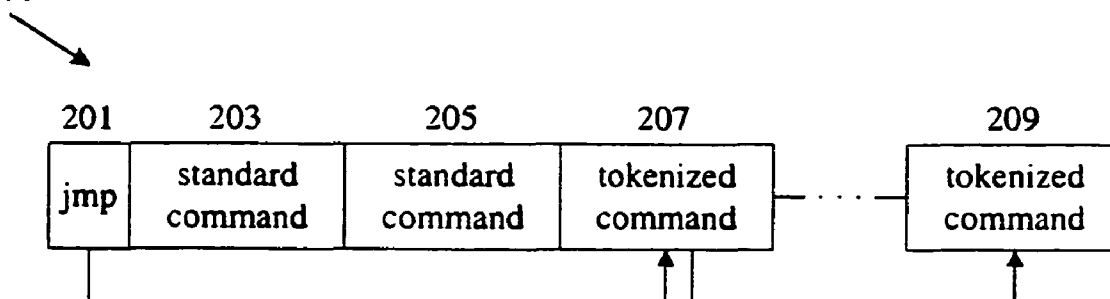 201 203 205 207 209
jmp standard command standard command tokenized command tokenized command